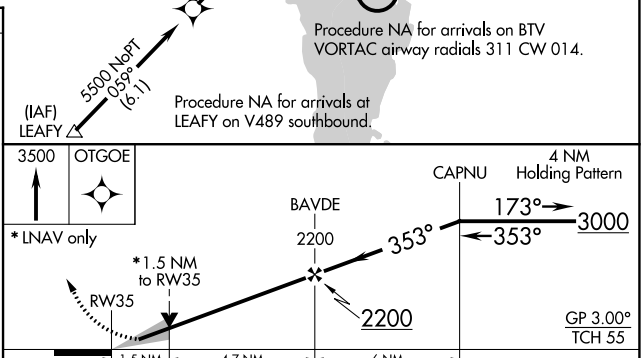 Procedure NA for arrivals on BTV
VORTAC airway radials 311 CW 014.
5500 NoPT
059°
(6.1)
(IAF)
LEAFY
Procedure NA for arrivals at
LEAFY on V489 southbound.
3500
OTGOE
* LNAV only
CAPNU
4 NM
Holding Pattern
173°
353°
3000
BAVDE
2200
353°
*1.5 NM
to RW35
RW35
2200
GP 3.00°
TCH 55
1.5 NM
4.7 NM
6 NM